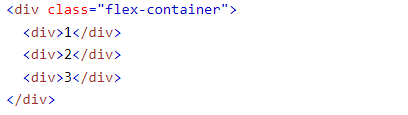 <div class="flex-container">
  <div>1</div>
  <div>2</div>
  <div>3</div>
</div>